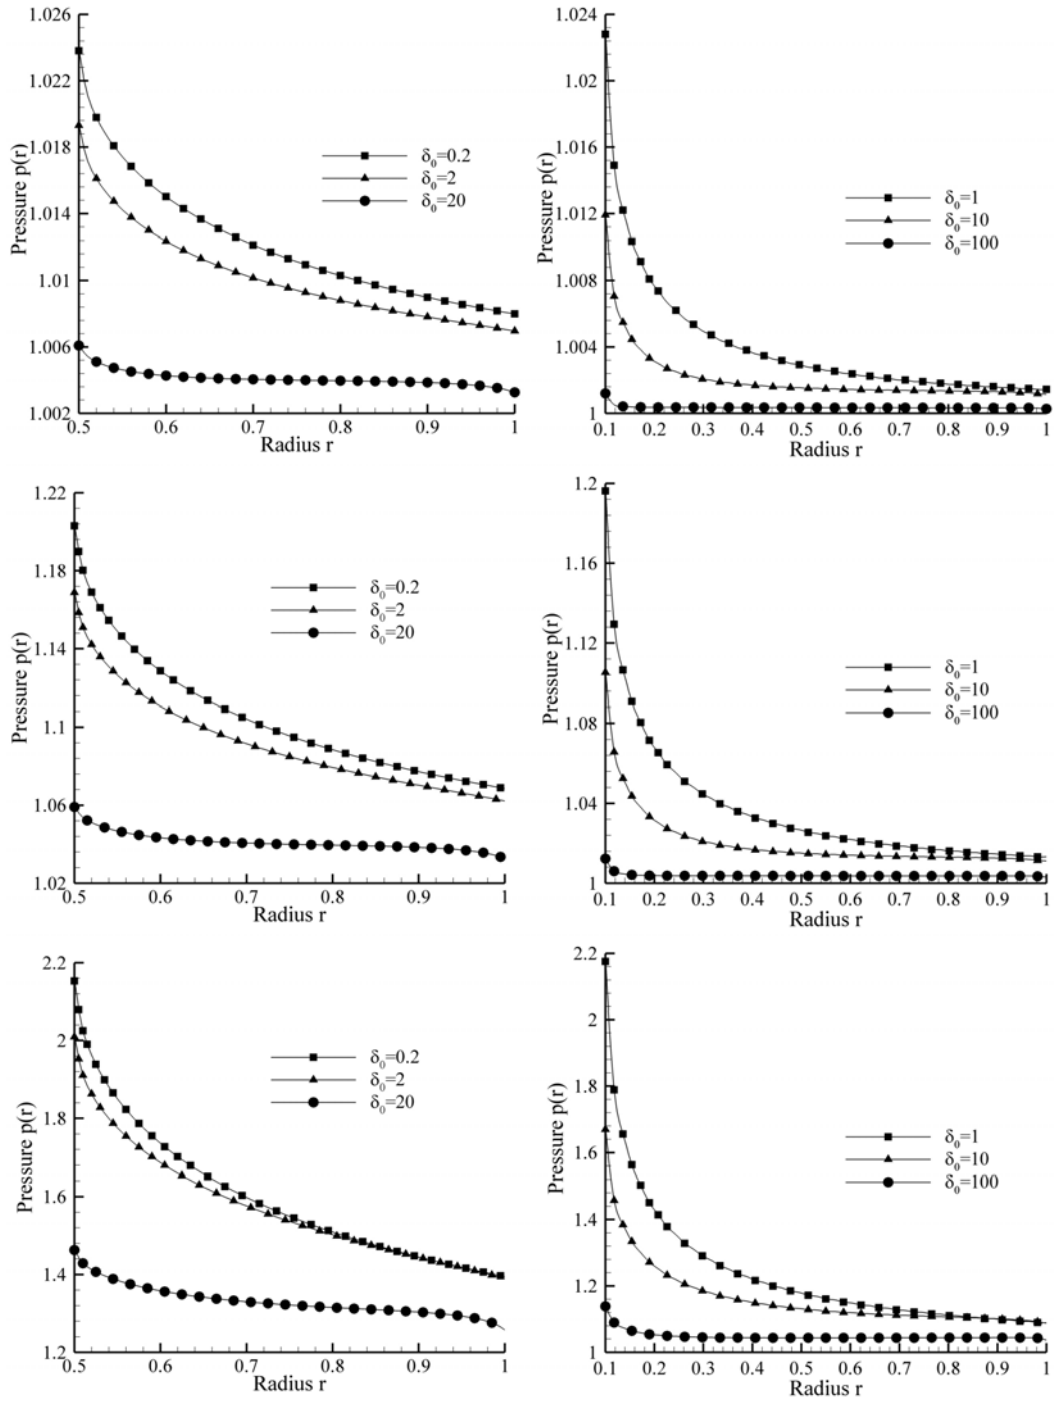 1.026
1.022
1.018
1.014
1.01
1.006
1.002
Pressure p(r)
δ₀=0.2
δ₀=2
δ₀=20
0.5 0.6 0.7 0.8 0.9 1
Radius r
1.024
1.02
1.016
1.012
1.008
1.004
1
Pressure p(r)
δ₀=1
δ₀=10
δ₀=100
0.1 0.2 0.3 0.4 0.5 0.6 0.7 0.8 0.9 1
Radius r
1.22
1.18
1.14
1.1
1.06
1.02
Pressure p(r)
δ₀=0.2
δ₀=2
δ₀=20
0.5 0.6 0.7 0.8 0.9 1
Radius r
1.2
1.16
1.12
1.08
1.04
1
Pressure p(r)
δ₀=1
δ₀=10
δ₀=100
0.1 0.2 0.3 0.4 0.5 0.6 0.7 0.8 0.9 1
Radius r
2.2
2
1.8
1.6
1.4
1.2
Pressure p(r)
δ₀=0.2
δ₀=2
δ₀=20
0.5 0.6 0.7 0.8 0.9 1
Radius r
2.2
2
1.8
1.6
1.4
1.2
1
Pressure p(r)
δ₀=1
δ₀=10
δ₀=100
0.1 0.2 0.3 0.4 0.5 0.6 0.7 0.8 0.9 1
Radius r